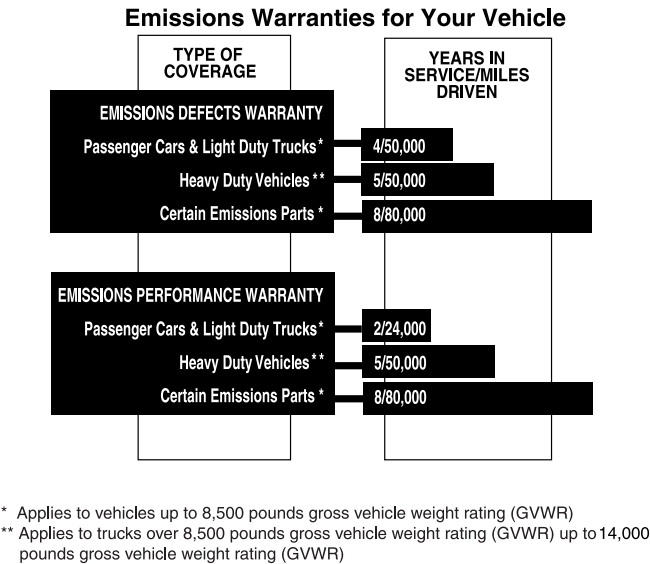 Emissions Warranties for Your Vehicle
TYPE OF
COVERAGE
YEARS IN
SERVICE/MILES
DRIVEN
EMISSIONS DEFECTS WARRANTY
Passenger Cars & Light Duty Trucks* 4/50,000
Heavy Duty Vehicles ** 5/50,000
Certain Emissions Parts * 8/80,000
EMISSIONS PERFORMANCE WARRANTY
Passenger Cars & Light Duty Trucks* 2/24,000
Heavy Duty Vehicles ** 5/50,000
Certain Emissions Parts * 8/80,000
* Applies to vehicles up to 8,500 pounds gross vehicle weight rating (GVWR)
** Applies to trucks over 8,500 pounds gross vehicle weight rating (GVWR) up to 14,000
pounds gross vehicle weight rating (GVWR)